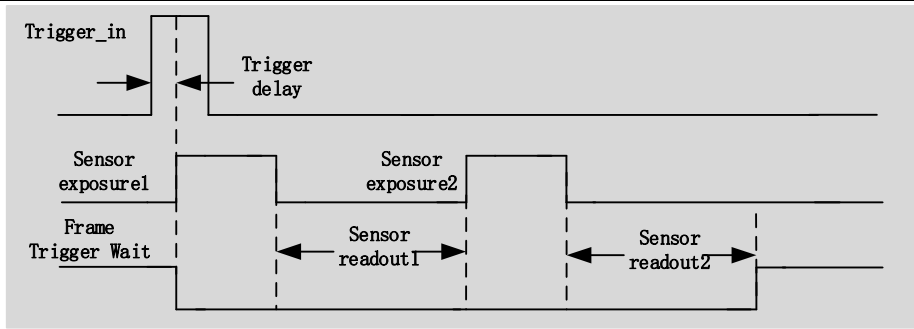 Trigger_in
Trigger
delay
Sensor
exposure1
Sensor
exposure2
Frame
Trigger Wait
Sensor
readout1
Sensor
readout2